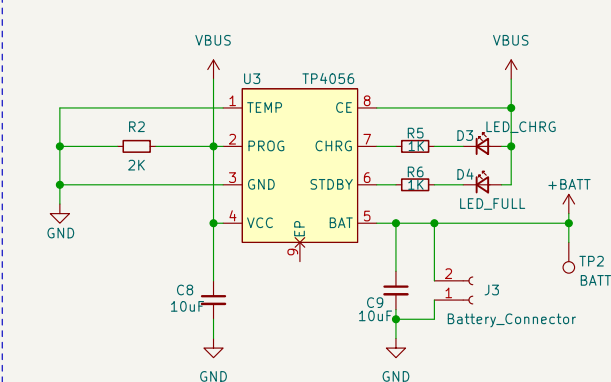 VBUS
VBUS
U3
TP4056
1
TEMP
CE
8
R2
2
PROG
CHRG
7
R5
1K
D3
LED_CHRG
2K
3
GND
STDBY
6
R6
1K
D4
LED_FULL
+BATT
GND
4
VCC
EP
BAT
5
9
TP2
BATT
C8
10uF
C9
10uF
2
1
J3
Battery_Connector
GND
GND